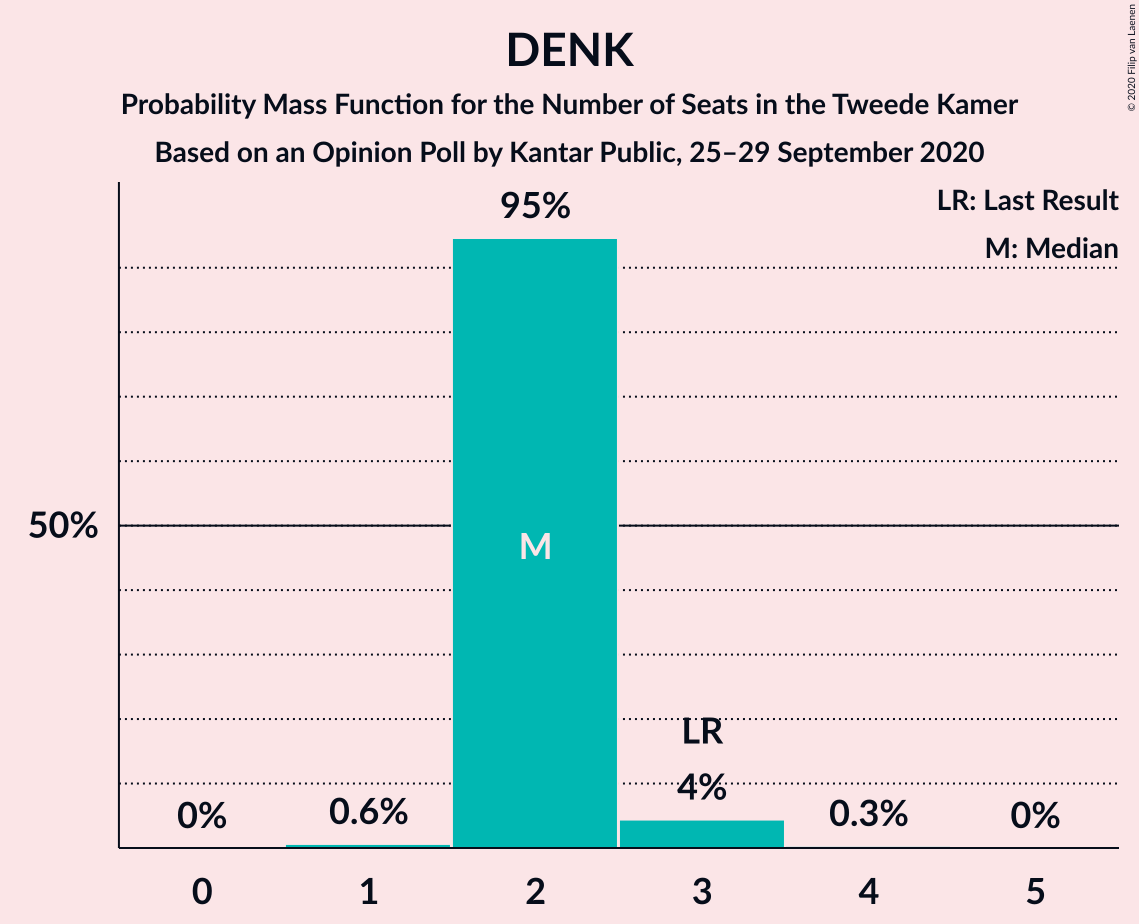 © 2020 Filip van Laenen
DENK
Probability Mass Function for the Number of Seats in the Tweede Kamer
Based on an Opinion Poll by Kantar Public, 25–29 September 2020
LR: Last Result
M: Median
95%
50%
M
LR
4%
0%
0.6%
0.3%
0%
0 1 2 3 4 5